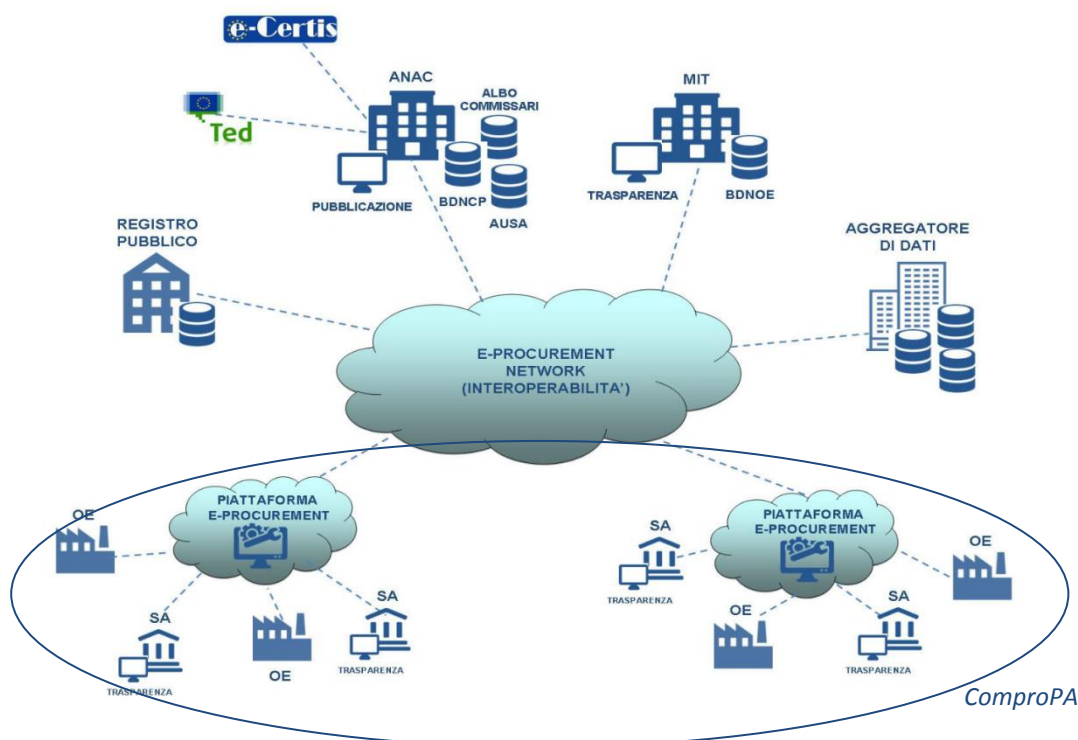 e-Certis
Ted
ANAC
ALBO
COMMISSARI
PUBBLICAZIONE
BDNCP
AUSA
MIT
TRASPARENZA
BDNOE
REGISTRO
PUBBLICO
AGGREGATORE
DI DATI
E-PROCUREMENT
NETWORK
(INTEROPERABILITA')
PIATTAFORMA
E-PROCUREMENT
OE
SA
TRASPARENZA
OE
SA
TRASPARENZA
PIATTAFORMA
E-PROCUREMENT
SA
TRASPARENZA
OE
OE
SA
TRASPARENZA
ComproPA